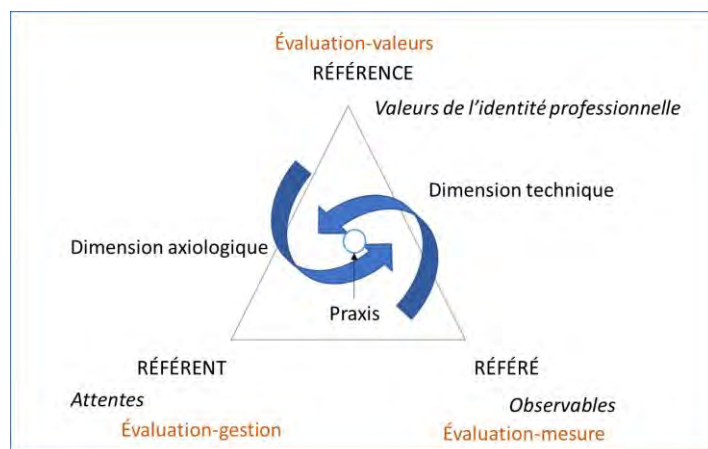 Évaluation-valeurs
RÉFÉRENCE
Valeurs de l'identité professionnelle
Dimension technique
Dimension axiologique
Praxis
RÉFÉRENT
RÉFÉRÉ
Attentes
Observables
Évaluation-gestion
Évaluation-mesure